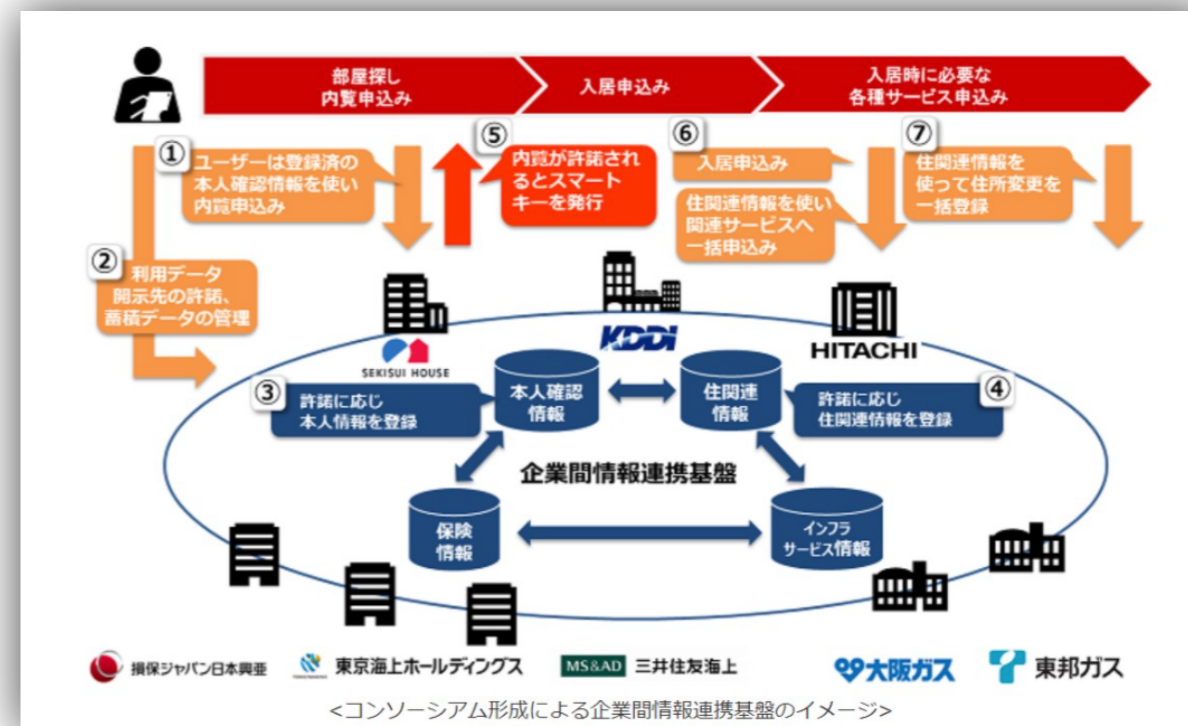 部屋探し
内覧申込み
入居申込み
入居時に必要な
各種サービス申込み
①
ユーザーは登録済の
本人確認情報を使い
内覧申込み
⑤
内覧が許諾され
るとスマート
キーを発行
⑥
入居申込み
住関連情報を使い
関連サービスへ
一括申込み
⑦
住関連情報を
使って住所変更を
一括登録
②
利用データ
開示先の許諾、
蓄積データの管理
SEKISUI HOUSE
KDDI
HITACHI
③
許諾に応じ
本人情報を登録
本人確認
情報
住関連
情報
④
許諾に応じ
住関連情報を登録
企業間情報連携基盤
保険
情報
インフラ
サービス情報
損保ジャパン日本興亜
東京海上ホールディングス
MS&AD 三井住友海上
大阪ガス
東邦ガス
<コンソーシアム形成による企業間情報連携基盤のイメージ>